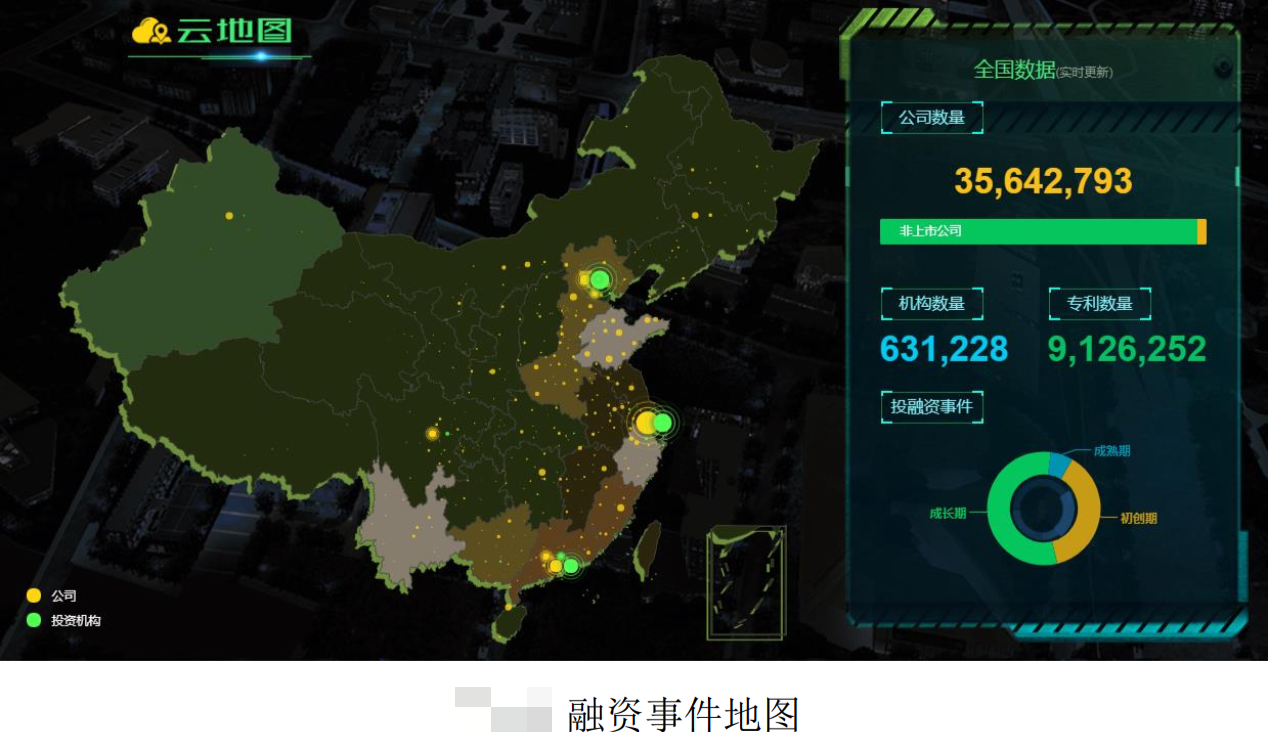 云地图
全国数据(实时更新)
公司数量
35,642,793
非上市公司
机构数量
专利数量
631,228
9,126,252
投融资事件
成熟期
成长期
初创期
公司
投资机构
融资事件地图